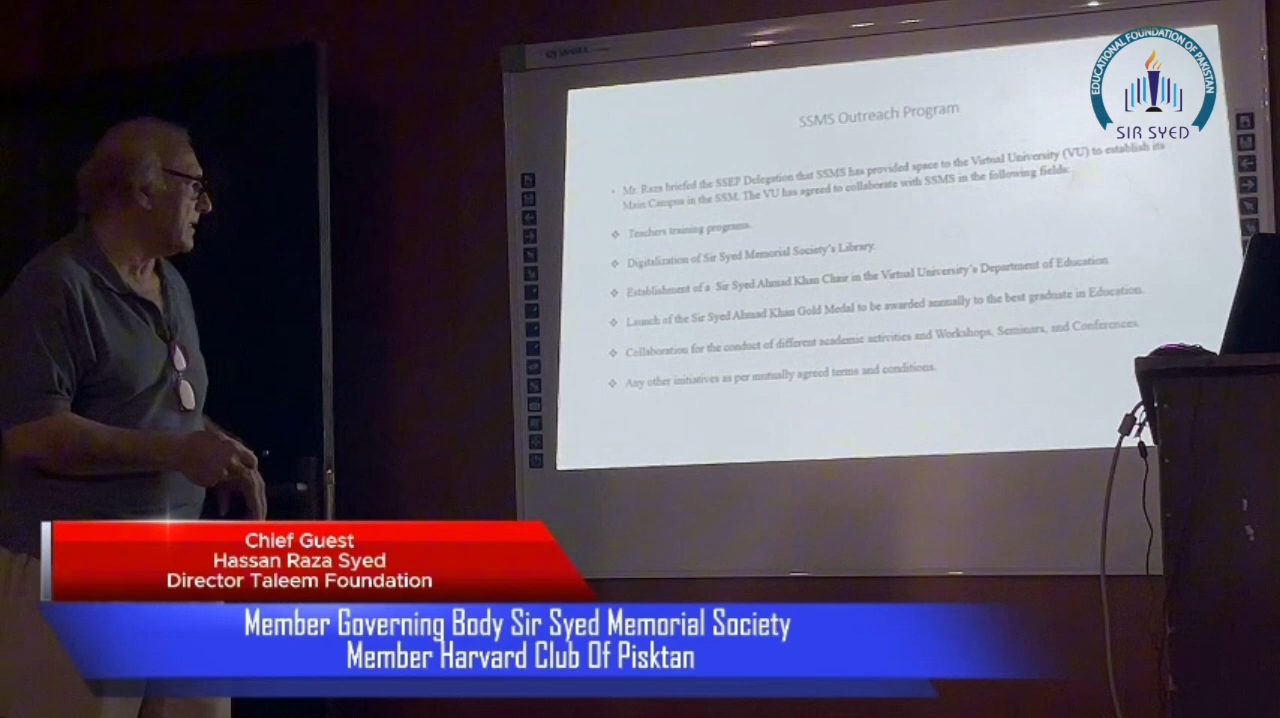 EDUCATIONAL FOUNDATION OF PAKISTAN
SIR SYED
SSMS Outreach Program
Mr. Raza briefed the SSEF Delegation that SSMS has provided space to the Virtual University (VU) to establish its
Main Campus in the SSM. The VU has agreed to collaborate with SSMS in the following fields:
Teachers training programs.
Digitalization of Sir Syed Memorial Society's Library.
Establishment of a Sir Syed Ahmad Khan Chair in the Virtual University's Department of Education
Launch of the Sir Syed Ahmad Khan Gold Medal to be awarded annually to the best graduate in Education.
Collaboration for the conduct of different academic activities and Workshops, Seminars, and Conferences.
Any other initiatives as per mutually agreed terms and conditions.
Chief Guest
Hassan Raza Syed
Director Taleem Foundation
Member Governing Body Sir Syed Memorial Society
Member Harvard Club Of Pisktan